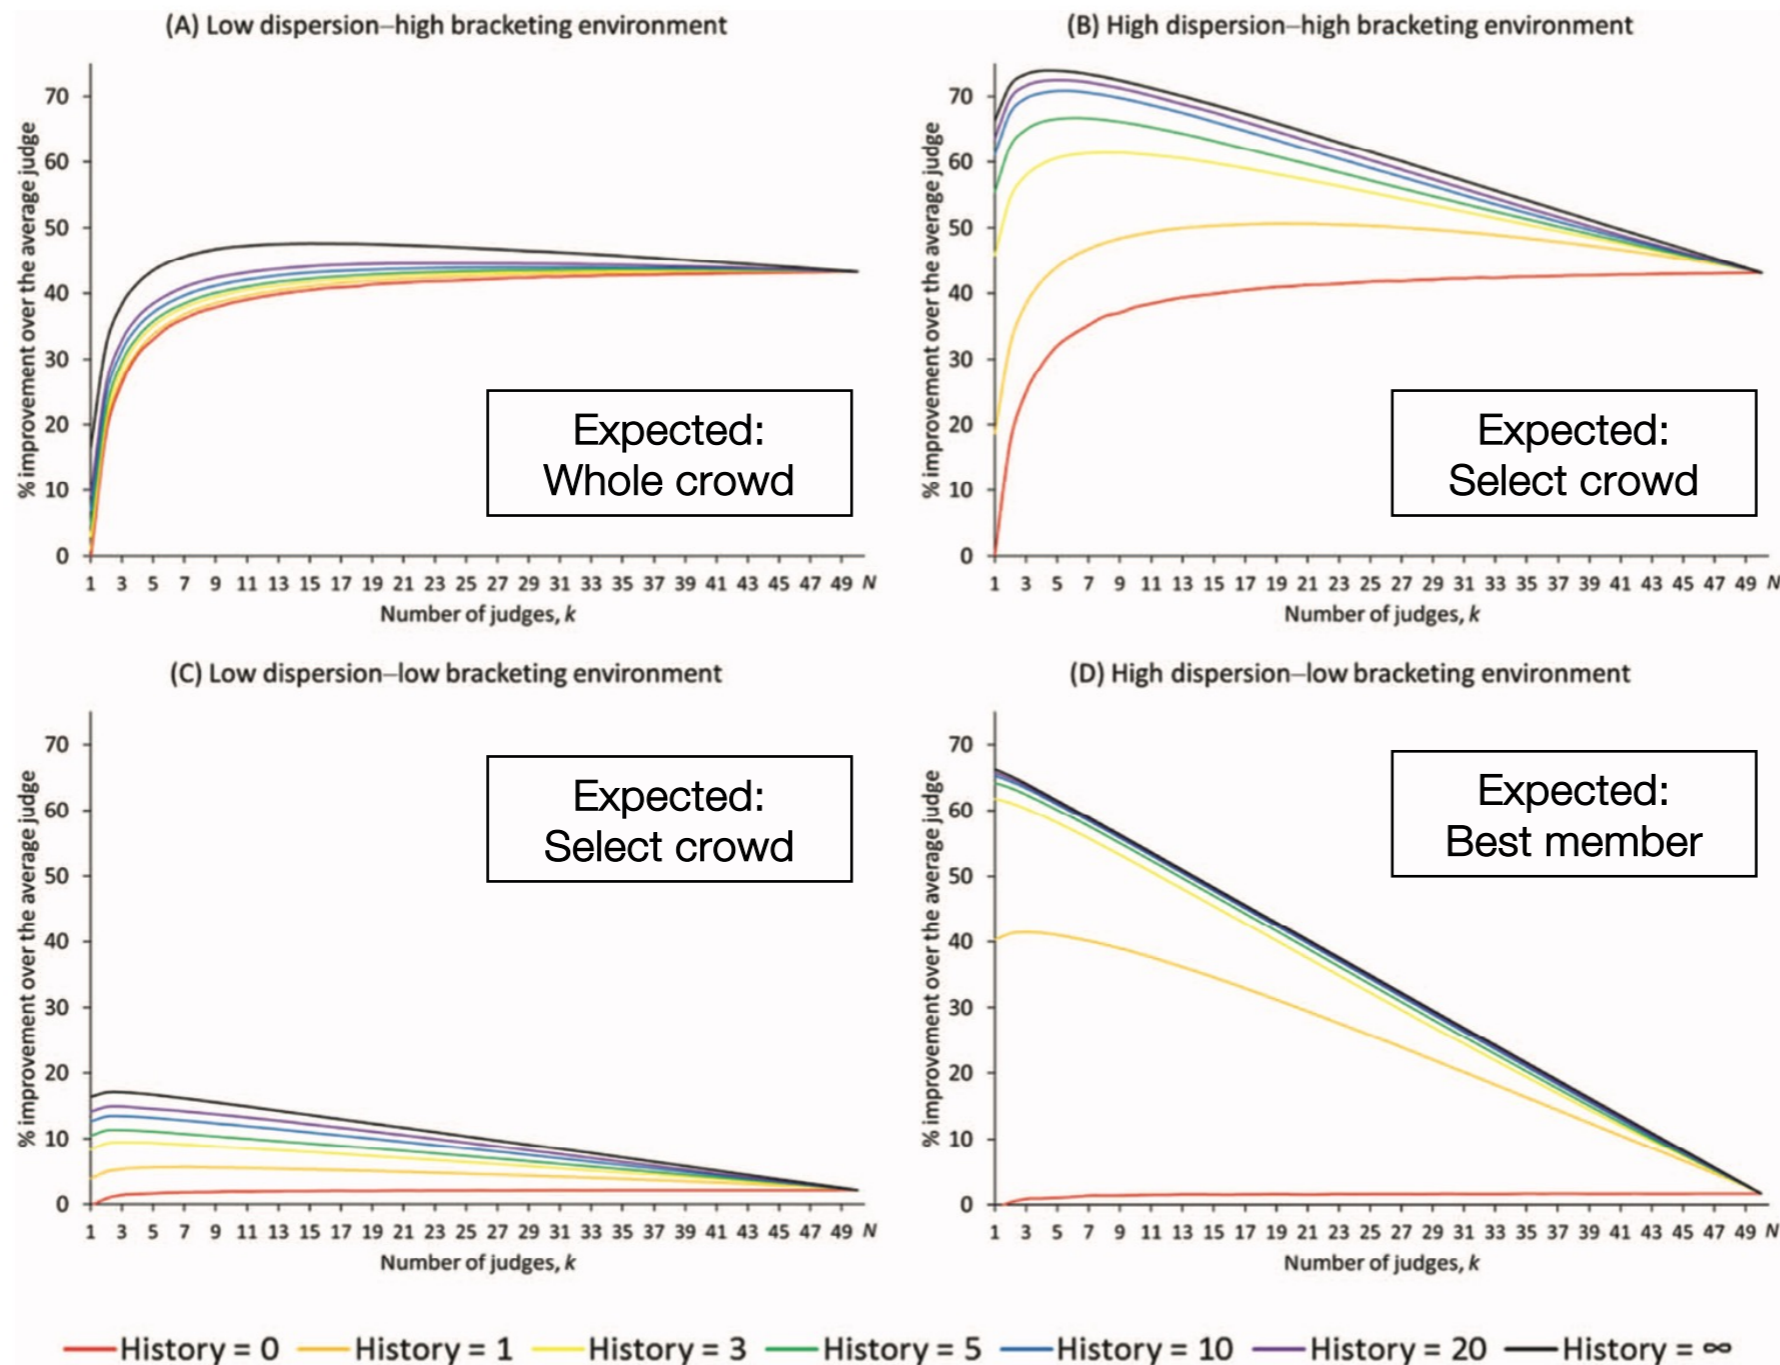 (A) Low dispersion–high bracketing environment
% improvement over the average judge
70
60
50
40
30
20
10
0
Expected:
Whole crowd
1 3 5 7 9 11 13 15 17 19 21 23 25 27 29 31 33 35 37 39 41 43 45 47 49 N
Number of judges, k
(B) High dispersion–high bracketing environment
% improvement over the average judge
70
60
50
40
30
20
10
0
Expected:
Select crowd
1 3 5 7 9 11 13 15 17 19 21 23 25 27 29 31 33 35 37 39 41 43 45 47 49 N
Number of judges, k
(C) Low dispersion–low bracketing environment
% improvement over the average judge
70
60
50
40
30
20
10
0
Expected:
Select crowd
1 3 5 7 9 11 13 15 17 19 21 23 25 27 29 31 33 35 37 39 41 43 45 47 49 N
Number of judges, k
(D) High dispersion–low bracketing environment
% improvement over the average judge
70
60
50
40
30
20
10
0
Expected:
Best member
1 3 5 7 9 11 13 15 17 19 21 23 25 27 29 31 33 35 37 39 41 43 45 47 49 N
Number of judges, k
History = 0 History = 1 History = 3 History = 5 History = 10 History = 20 History = ∞